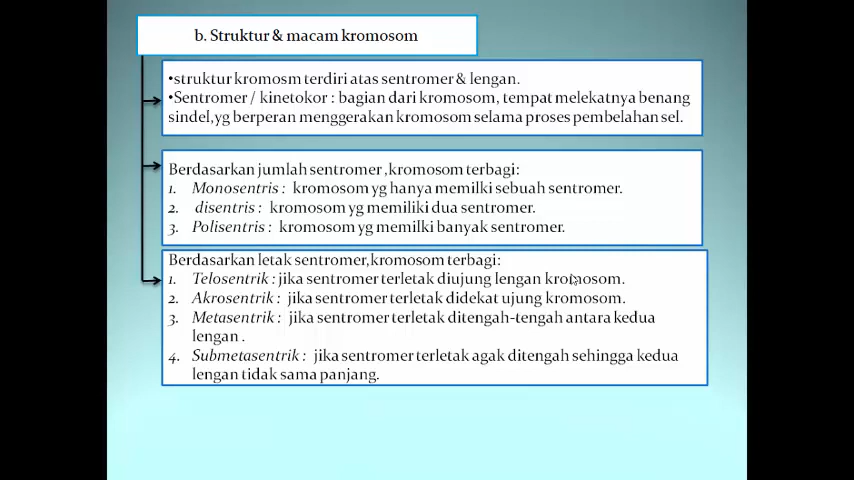 b. Struktur & macam kromosom
•struktur kromosm terdiri atas sentromer & lengan.
•Sentromer / kinetokor : bagian dari kromosom, tempat melekatnya benang
sindel,yg berperan menggerakan kromosom selama proses pembelahan sel.
Berdasarkan jumlah sentromer ,kromosom terbagi:
1. Monosentris : kromosom yg hanya memilki sebuah sentromer.
2. disentris : kromosom yg memiliki dua sentromer.
3. Polisentris : kromosom yg memilki banyak sentromer.
Berdasarkan letak sentromer,kromosom terbagi:
1. Telosentrik : jika sentromer terletak diujung lengan kromosom.
2. Akrosentrik : jika sentromer terletak didekat ujung kromosom.
3. Metasentrik : jika sentromer terletak ditengah-tengah antara kedua
lengan .
4. Submetasentrik : jika sentromer terletak agak ditengah sehingga kedua
lengan tidak sama panjang.